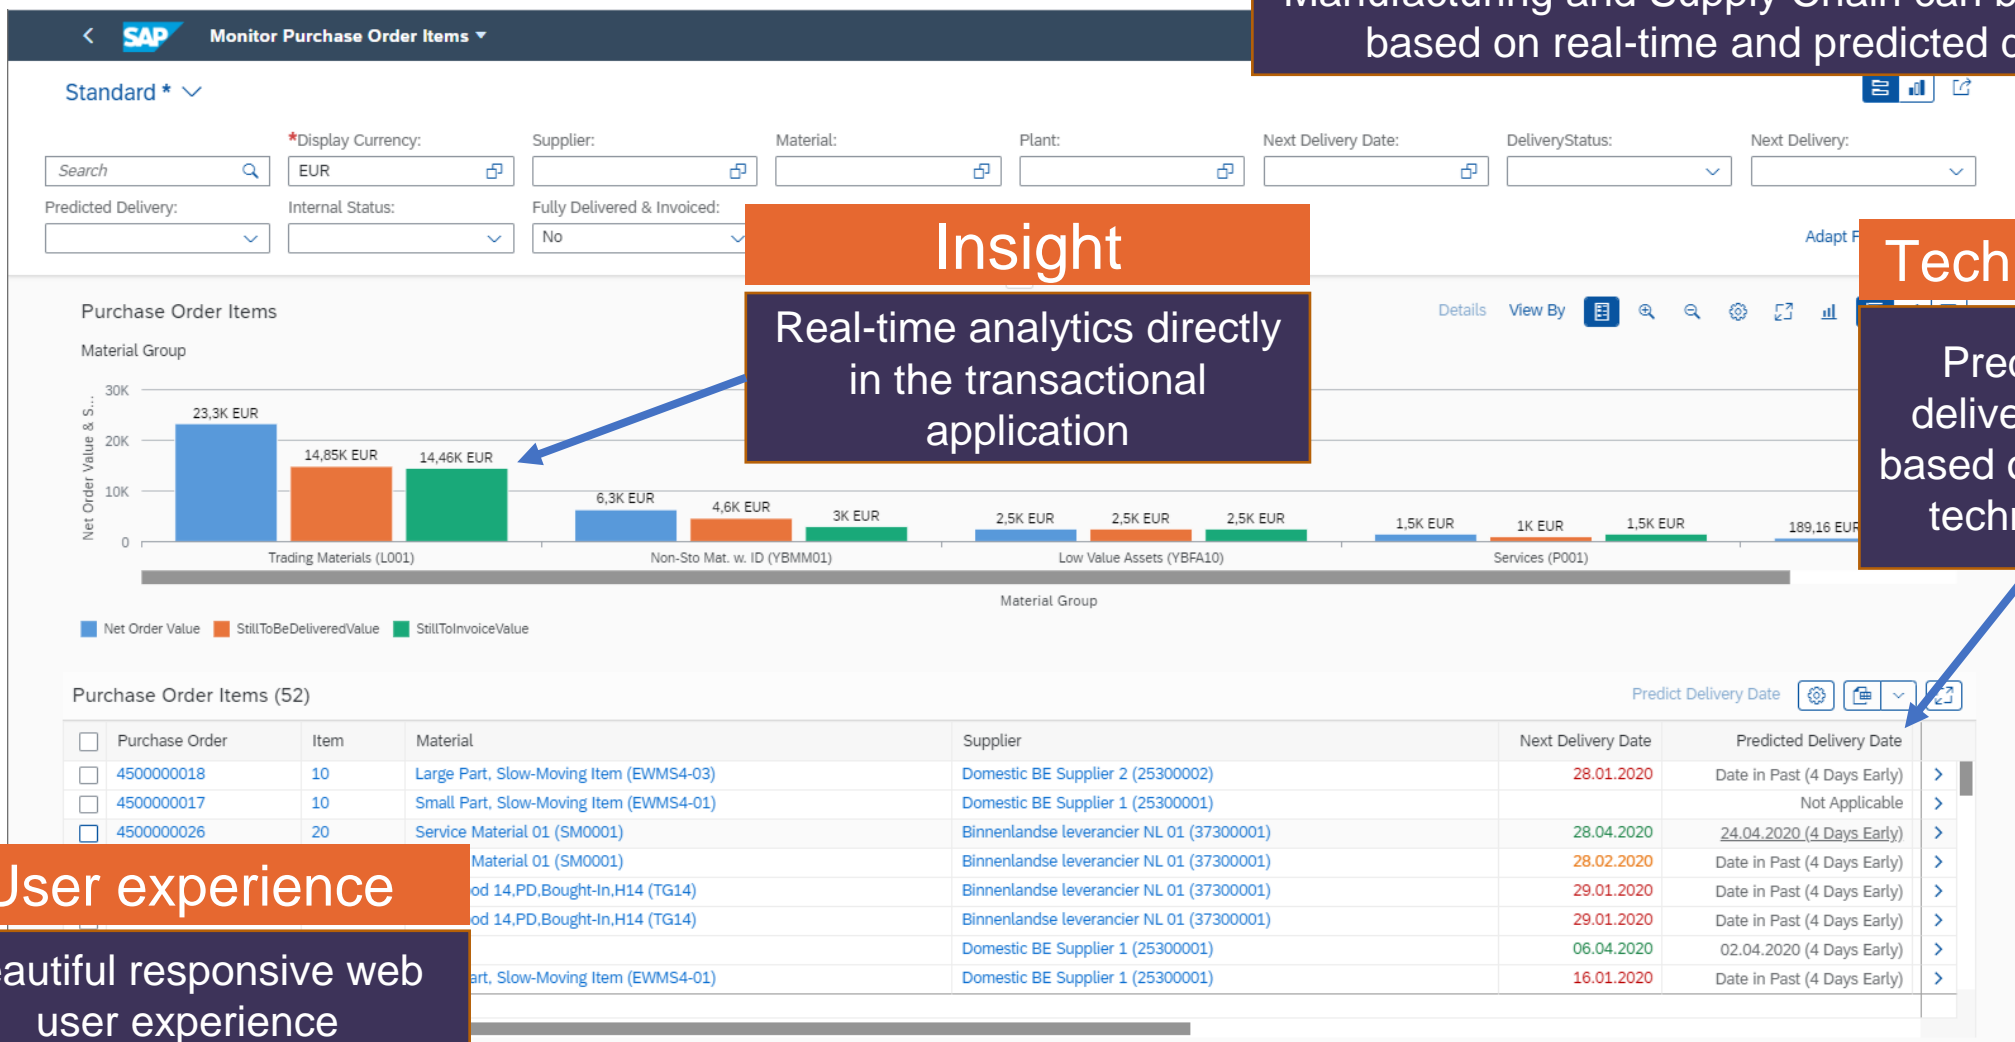 Manufacturing and Supply Chain can
based on real-time and predicted
SAP Monitor Purchase Order Items
Standard *
Search
*Display Currency:
EUR
Supplier:
Material:
Plant:
Next Delivery Date:
DeliveryStatus:
Next Delivery:
Predicted Delivery:
Internal Status:
Fully Delivered & Invoiced:
No
Adapt
Insight
Real-time analytics directly
in the transactional
application
Tech
based
Purchase Order Items
Details View By
Material Group
Net Order Value & S...
30K
20K
10K
0
23,3K EUR
14,85K EUR
14,46K EUR
6,3K EUR
4,6K EUR
3K EUR
2,5K EUR
2,5K EUR
2,5K EUR
1,5K EUR
1K EUR
1,5K EUR
189,16 EUR
Trading Materials (L001)
Non-Sto Mat. w. ID (YBMM01)
Low Value Assets (YBFA10)
Services (P001)
Material Group
Net Order Value StillToBeDeliveredValue StillToInvoiceValue
Purchase Order Items (52)
Predict Delivery Date
Purchase Order Item Material Supplier Next Delivery Date Predicted Delivery Date
4500000018 10 Large Part, Slow-Moving Item (EWMS4-03) Domestic BE Supplier 2 (25300002) 28.01.2020 Date in Past (4 Days Early)
4500000017 10 Small Part, Slow-Moving Item (EWMS4-01) Domestic BE Supplier 1 (25300001) Not Applicable
4500000026 20 Service Material 01 (SM0001) Binnenlandse leverancier NL 01 (37300001) 28.04.2020 24.04.2020 (4 Days Early)
Material 01 (SM0001) Binnenlandse leverancier NL 01 (37300001) 28.02.2020 Date in Past (4 Days Early)
14,PD,Bought-In,H14 (TG14) Binnenlandse leverancier NL 01 (37300001) 29.01.2020 Date in Past (4 Days Early)
14,PD,Bought-In,H14 (TG14) Binnenlandse leverancier NL 01 (37300001) 29.01.2020 Date in Past (4 Days Early)
Domestic BE Supplier 1 (25300001) 06.04.2020 02.04.2020 (4 Days Early)
Slow-Moving Item (EWMS4-01) Domestic BE Supplier 1 (25300001) 16.01.2020 Date in Past (4 Days Early)
User experience
responsive web
user experience